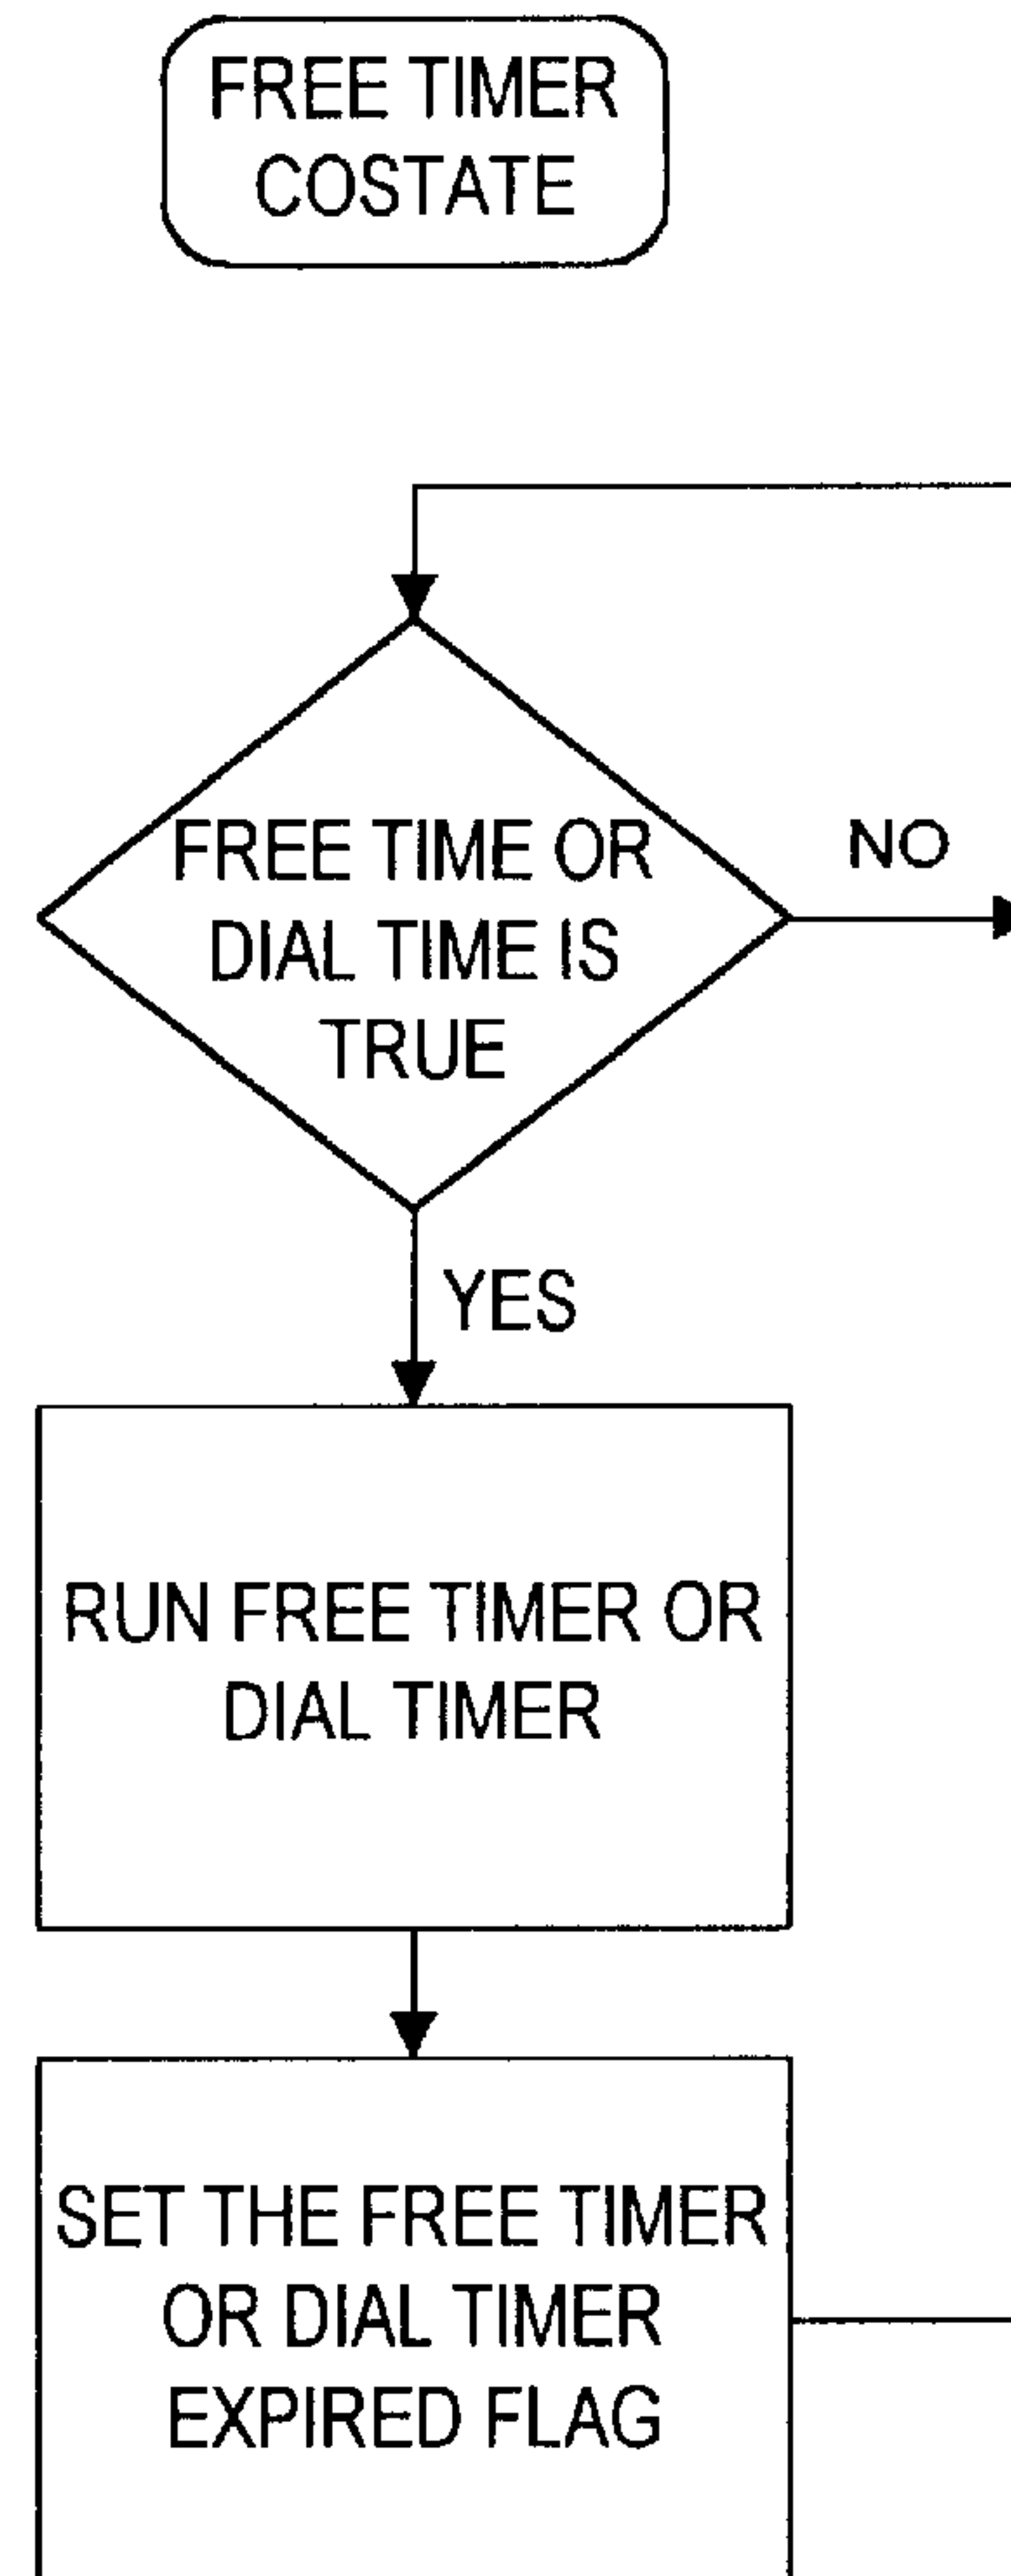 FREE TIMER
COSTATE
FREE TIME OR
DIAL TIME IS
TRUE
NO
YES
RUN FREE TIMER OR
DIAL TIMER
SET THE FREE TIMER
OR DIAL TIMER
EXPIRED FLAG